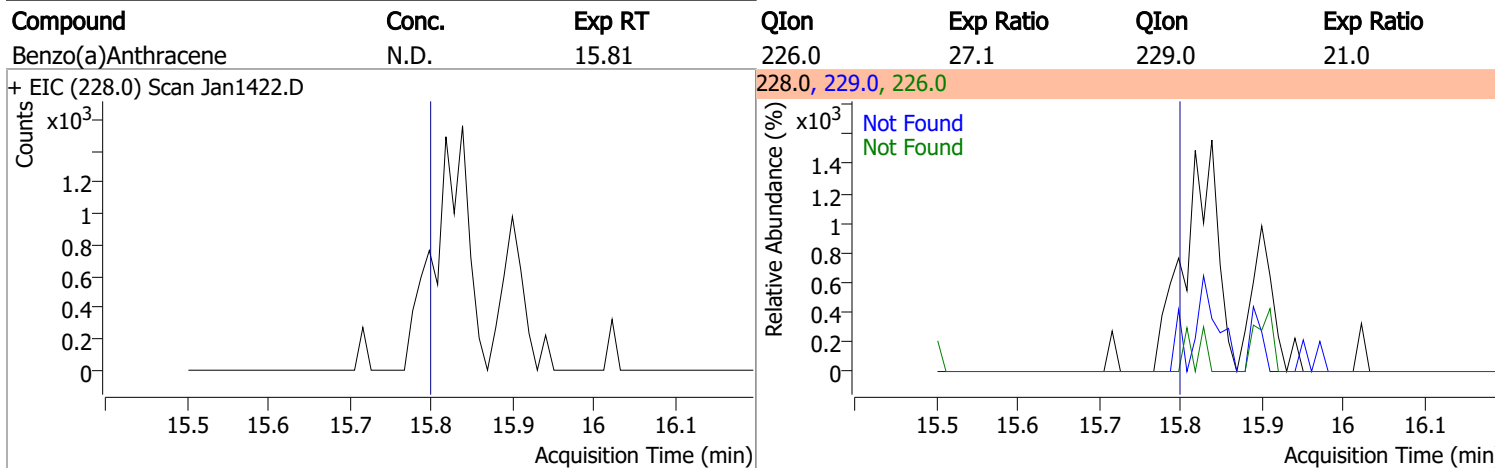 Compound Conc. Exp RT QIon Exp Ratio QIon Exp Ratio
Benzo(a)Anthracene N.D. 15.81 226.0 27.1 229.0 21.0
+ EIC (228.0) Scan Jan1422.D
Counts
x10³
1.2
1
0.8
0.6
0.4
0.2
0
15.5 15.6 15.7 15.8 15.9 16 16.1
Acquisition Time (min)
228.0, 229.0, 226.0
Relative Abundance (%)
x10³
Not Found
Not Found
1.4
1.2
1
0.8
0.6
0.4
0.2
0
15.5 15.6 15.7 15.8 15.9 16 16.1
Acquisition Time (min